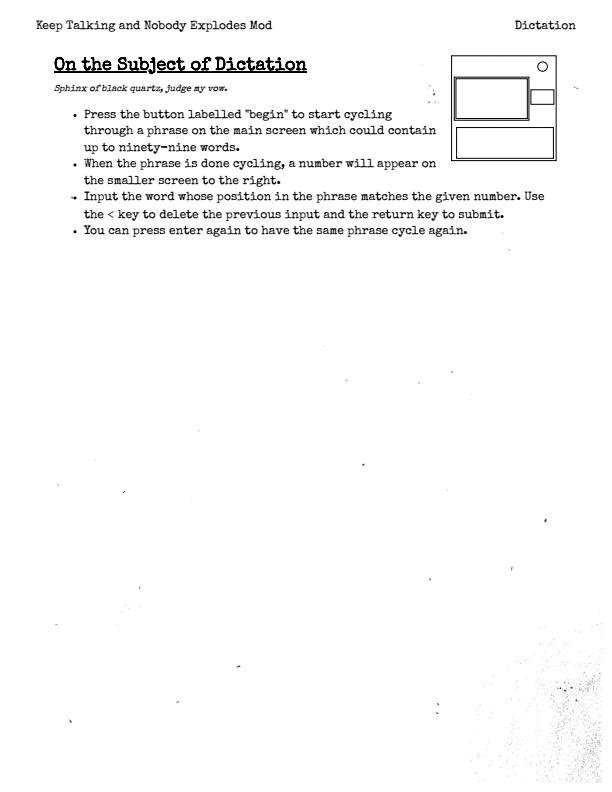 Keep Talking and Nobody Explodes Mod
Dictation
On the Subject of Dictation
Sphinx of black quartz, judge my vow.
• Press the button labelled "begin" to start cycling
through a phrase on the main screen which could contain
up to ninety-nine words.
• When the phrase is done cycling, a number will appear on
the smaller screen to the right.
• Input the word whose position in the phrase matches the given number. Use
the < key to delete the previous input and the return key to submit.
• You can press enter again to have the same phrase cycle again.